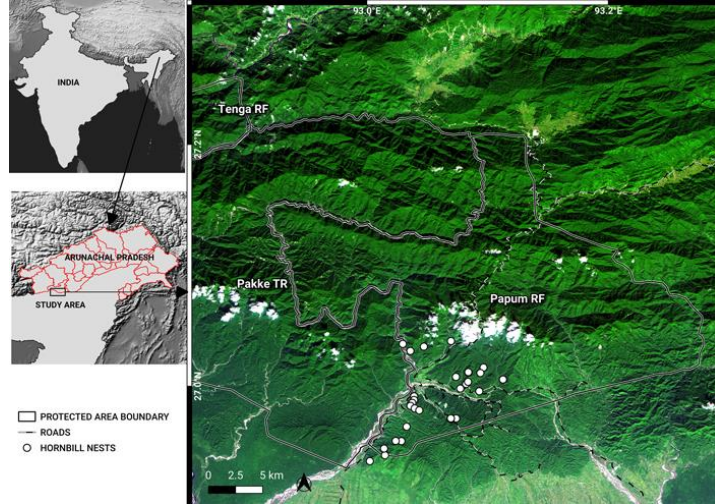 INDIA
ARUNACHAL PRADESH
STUDY AREA
PROTECTED AREA BOUNDARY
ROADS
HORNBILL NESTS
93.0°E
93.2°E
27.2°N
27.0°N
Tenga RF
Pakke TR
Papum RF
0 2.5 5 km